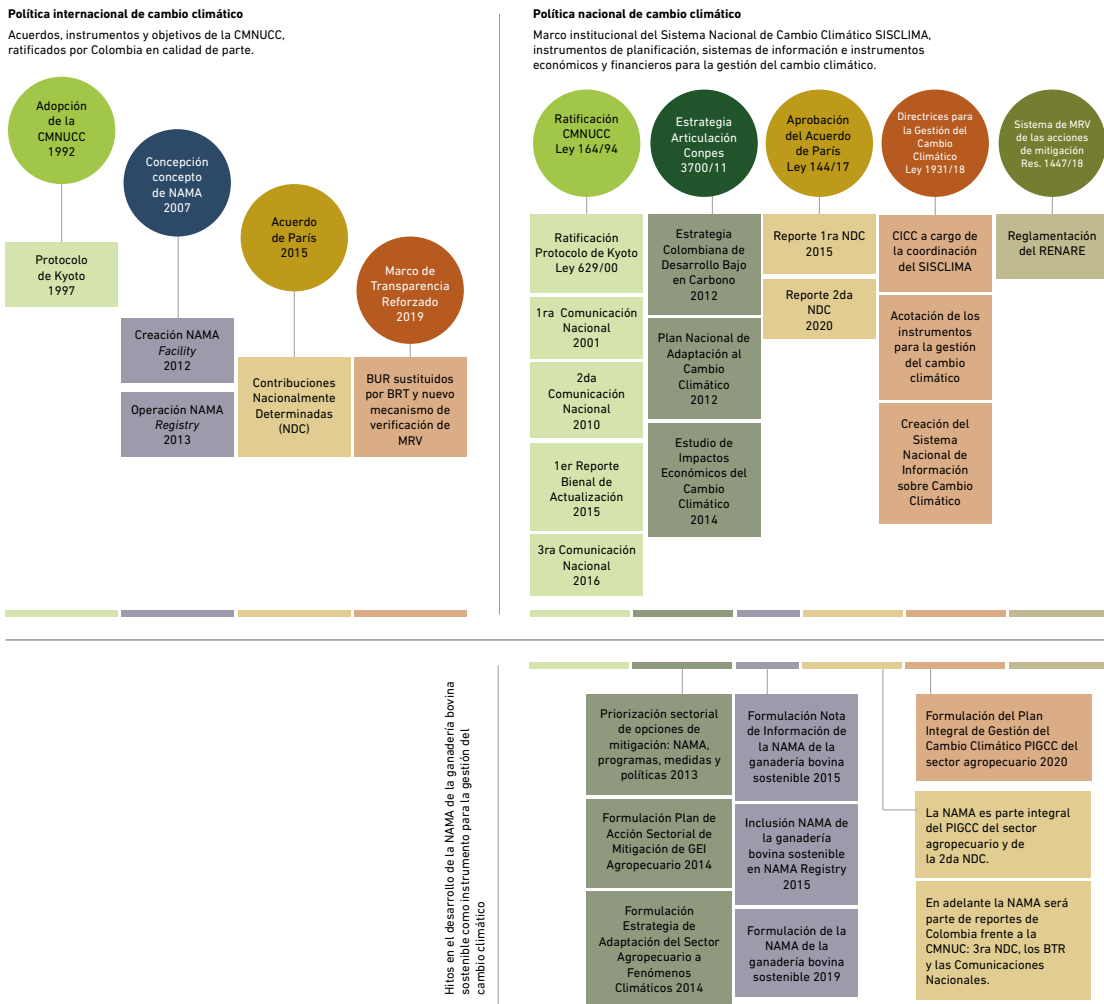 Política internacional de cambio climático
Acuerdos, instrumentos y objetivos de la CMNUCC,
ratificados por Colombia en calidad de parte.
Adopción
de la
CMNUCC
1992
Protocolo
de Kyoto
1997
Concepción
concepto
de NAMA
2007
Creación NAMA
Facility
2012
Operación NAMA
Registry
2013
Acuerdo
de París
2015
Contribuciones
Nacionalmente
Determinadas
(NDC)
Marco de
Transparencia
Reforzado
2019
BUR sustituidos
por BRT y nuevo
mecanismo de
verificación de
MRV
Política nacional de cambio climático
Marco institucional del Sistema Nacional de Cambio Climático SISCLIMA,
instrumentos de planificación, sistemas de información e instrumentos
económicos y financieros para la gestión del cambio climático.
Ratificación
CMNUCC
Ley 164/94
Ratificación
Protocolo de Kyoto
Ley 629/00
1ra Comunicación
Nacional
2001
2da
Comunicación
Nacional
2010
1er Reporte
Bienal de
Actualización
2015
3ra Comunicación
Nacional
2016
Estrategia
Articulación
Conpes
3700/11
Estrategia
Colombiana de
Desarrollo Bajo
en Carbono
2012
Plan Nacional de
Adaptación al
Cambio
Climático
2012
Estudio de
Impactos
Económicos del
Cambio
Climático
2014
Aprobación
del Acuerdo
de París
Ley 144/17
Reporte 1ra NDC
2015
Reporte 2da
NDC
2020
Directrices para
la Gestión del
Cambio
Climático
Ley 1931/18
CICC a cargo de
la coordinación
del SISCLIMA
Acotación de los
instrumentos
para la gestión
del cambio
climático
Creación del
Sistema
Nacional de
Información
sobre Cambio
Climático
Sistema de MRV
de las acciones
de mitigación
Res. 1447/18
Reglamentación
del RENARE
Hitos en el desarrollo de la NAMA de la ganadería bovina
sostenible como instrumento para la gestión del
cambio climático
Priorización sectorial
de opciones de
mitigación: NAMA,
programas, medidas y
políticas 2013
Formulación Plan de
Acción Sectorial de
Mitigación de GEI
Agropecuario 2014
Formulación
Estrategia de
Adaptación del Sector
Agropecuario a
Fenómenos
Climáticos 2014
Formulación Nota
de Información de
la NAMA de la
ganadería bovina
sostenible 2015
Inclusión NAMA de
la ganadería
bovina sostenible
en NAMA Registry
2015
Formulación de la
NAMA de la
ganadería bovina
sostenible 2019
Formulación del Plan
Integral de Gestión del
Cambio Climático PIGCC del
sector agropecuario 2020
La NAMA es parte integral
del PIGCC del sector
agropecuario y de
la 2da NDC.
En adelante la NAMA será
parte de reportes de
Colombia frente a la
CMNUC: 3ra NDC, los BTR
y las Comunicaciones
Nacionales.